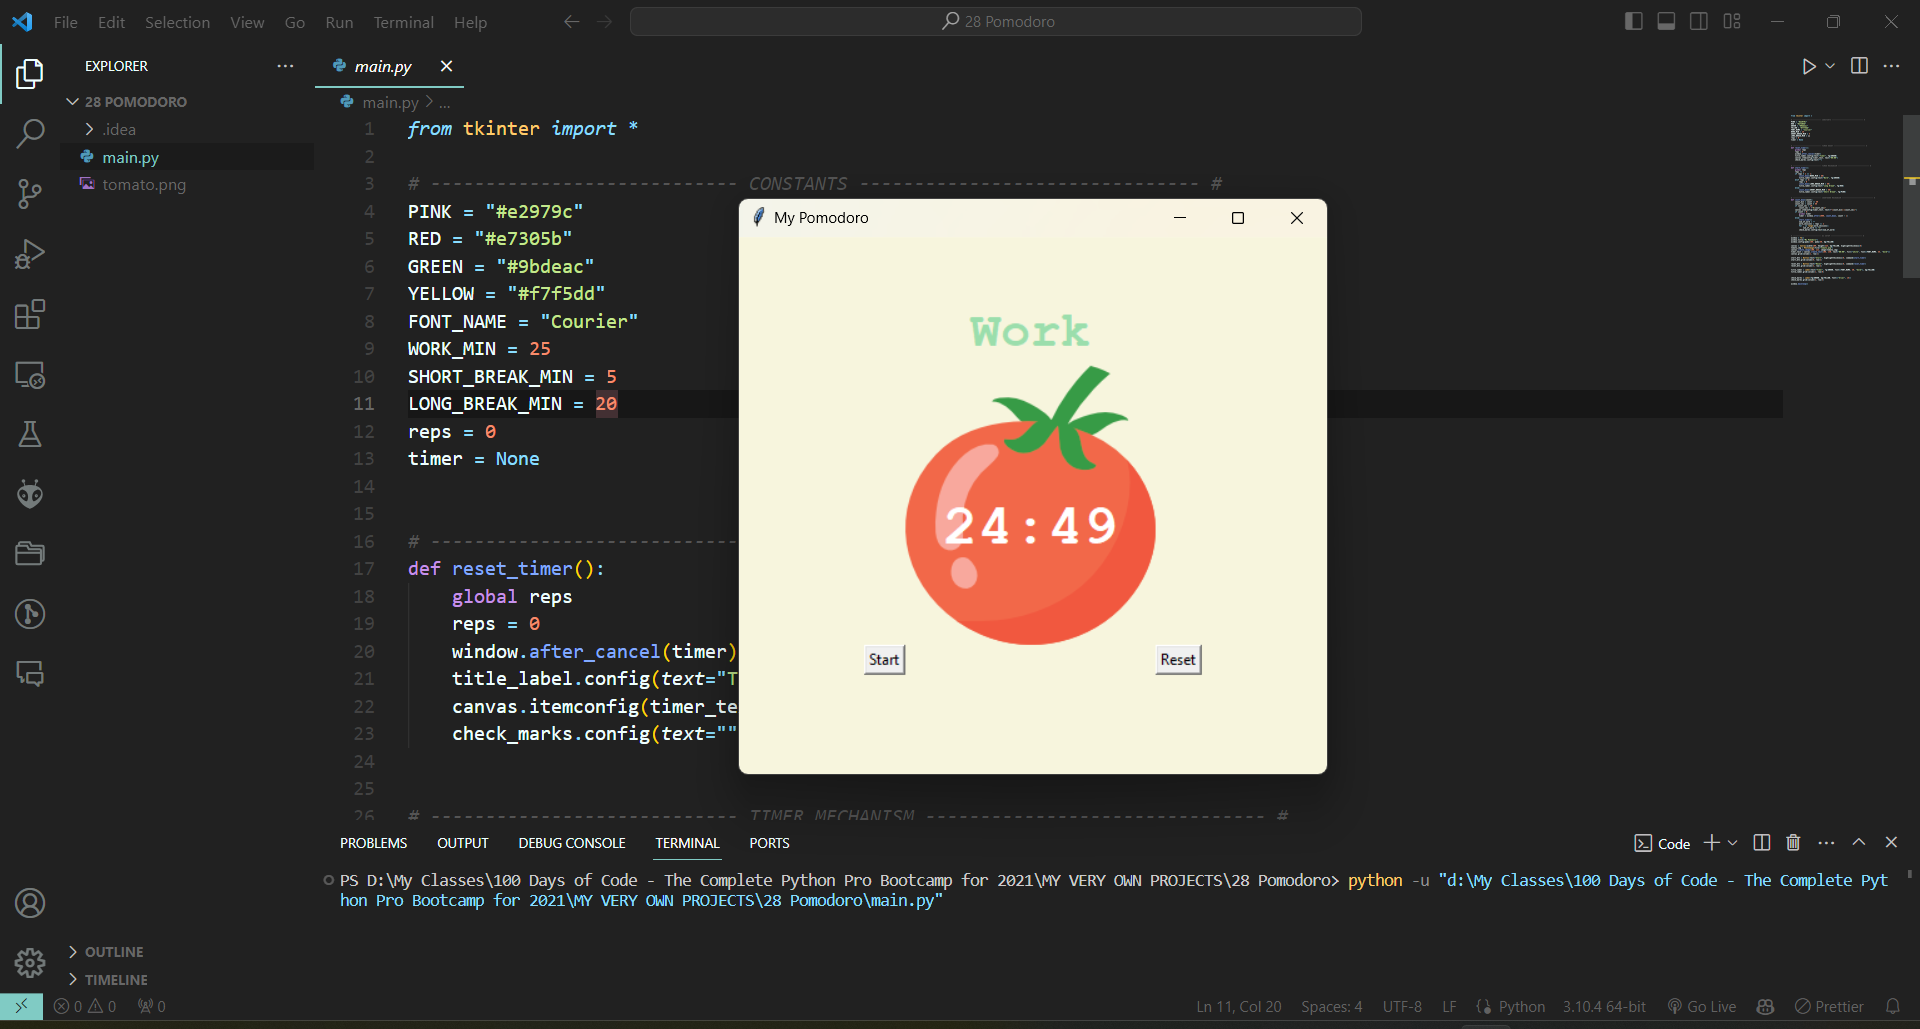 File Edit Selection View Go Run Terminal Help
28 Pomodoro
EXPLORER
28 POMODORO
.idea
main.py
tomato.png
main.py
main.py > ...
1 from tkinter import *
2
3 # ---------------------------- CONSTANTS ------------------------------- #
4 PINK = "#e2979c"
5 RED = "#e7305b"
6 GREEN = "#9bdeac"
7 YELLOW = "#f7f5dd"
8 FONT_NAME = "Courier"
9 WORK_MIN = 25
10 SHORT_BREAK_MIN = 5
11 LONG_BREAK_MIN = 20
12 reps = 0
13 timer = None
14
15
16 # ----------------------------
17 def reset_timer():
18 global reps
19 reps = 0
20 window.after_cancel(timer)
21 title_label.config(text="T
22 canvas.itemconfig(timer_te
23 check_marks.config(text=""
24
25
26 # ---------------------------- TIMER MECHANISM ------------------------------- #
My Pomodoro
Work
24:49
Start
Reset
PROBLEMS OUTPUT DEBUG CONSOLE TERMINAL PORTS
Code
PS D:\My Classes\100 Days of Code - The Complete Python Pro Bootcamp for 2021\MY VERY OWN PROJECTS\28 Pomodoro> python -u "d:\My Classes\100 Days of Code - The Complete Pyt
hon Pro Bootcamp for 2021\MY VERY OWN PROJECTS\28 Pomodoro\main.py"
OUTLINE
TIMELINE
0 0 0
Ln 11, Col 20 Spaces: 4 UTF-8 LF Python 3.10.4 64-bit Go Live Prettier